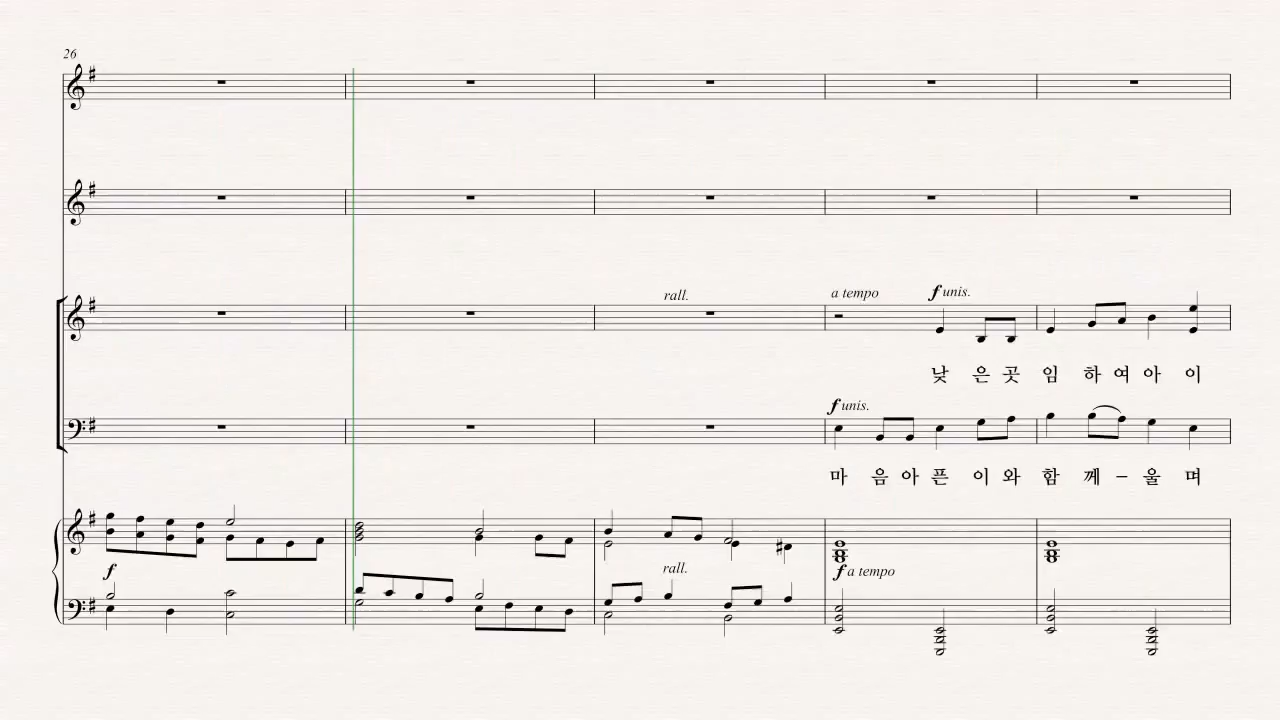 26
rall.
a tempo
f unis.
낮 은 곳 임 하 여 아 이
f unis.
마 음 아 픈 이 와 함 께 – 울 며
f
rall.
f a tempo